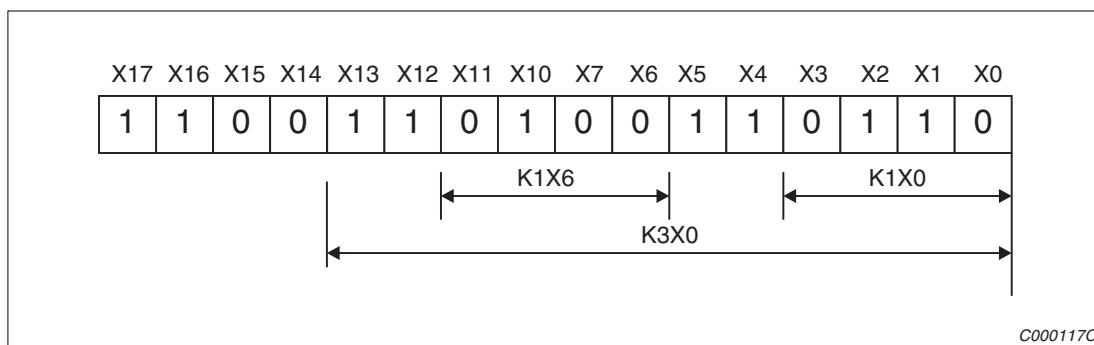 X17 X16 X15 X14 X13 X12 X11 X10 X7 X6 X5 X4 X3 X2 X1 X0
1 1 0 0 1 1 0 1 0 0 1 1 0 1 1 0
K1X6 K1X0
K3X0
C000117C